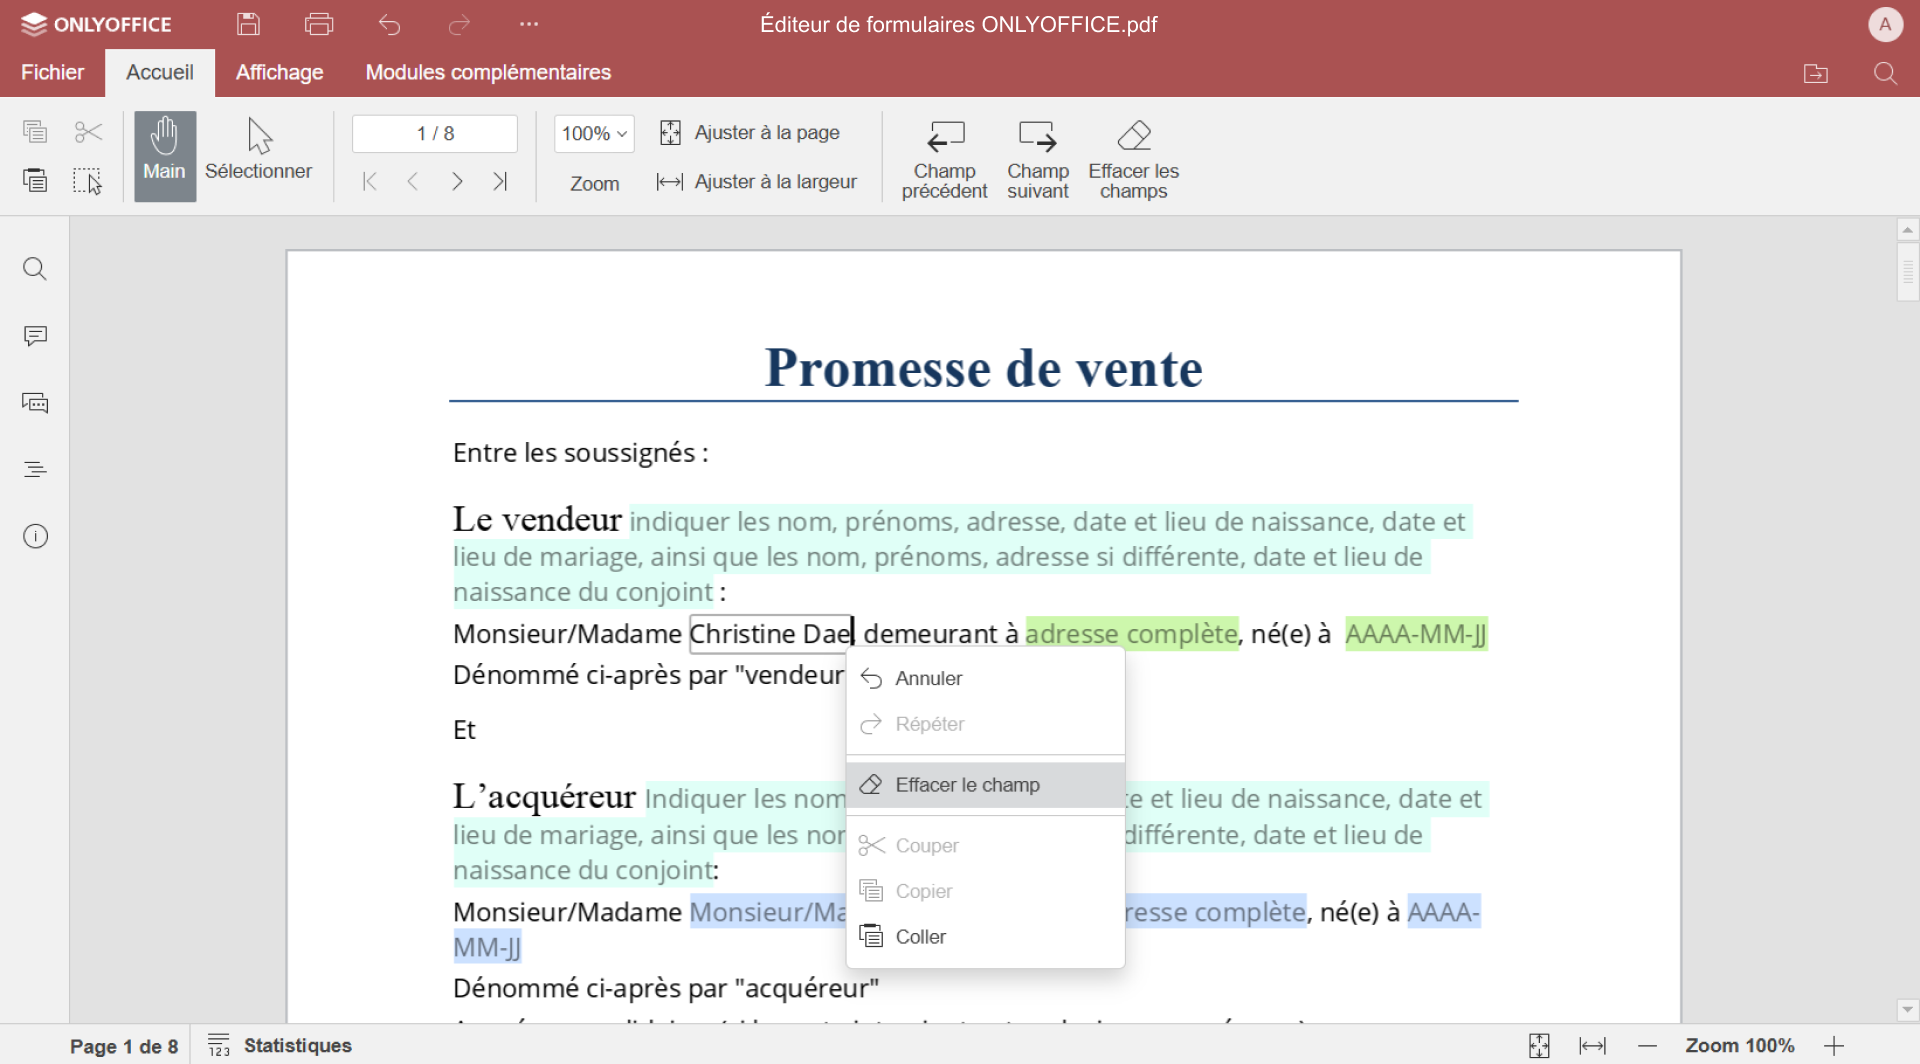 ONLYOFFICE
Éditeur de formulaires ONLYOFFICE.pdf
A
Fichier
Accueil
Affichage
Modules complémentaires
Main
Sélectionner
1 / 8
100%
Zoom
Ajuster à la page
Ajuster à la largeur
Champ précédent
Champ suivant
Effacer les champs
Promesse de vente
Entre les soussignés :
Le vendeur indiquer les nom, prénoms, adresse, date et lieu de naissance, date et
lieu de mariage, ainsi que les nom, prénoms, adresse si différente, date et lieu de
naissance du conjoint :
Monsieur/Madame Christine Dae, demeurant à adresse complète, né(e) à AAAA-MM-JJ
Dénommé ci-après par "vendeur
Et
L'acquéreur Indiquer les nom
et lieu de naissance, date et
lieu de mariage, ainsi que les
différente, date et lieu de
naissance du conjoint:
Monsieur/Madame Monsieur/Ma
resse complète, né(e) à AAAA-
MM-JJ
Dénommé ci-après par "acquéreur"
Annuler
Répéter
Effacer le champ
Couper
Copier
Coller
Page 1 de 8
123
Statistiques
Zoom 100%